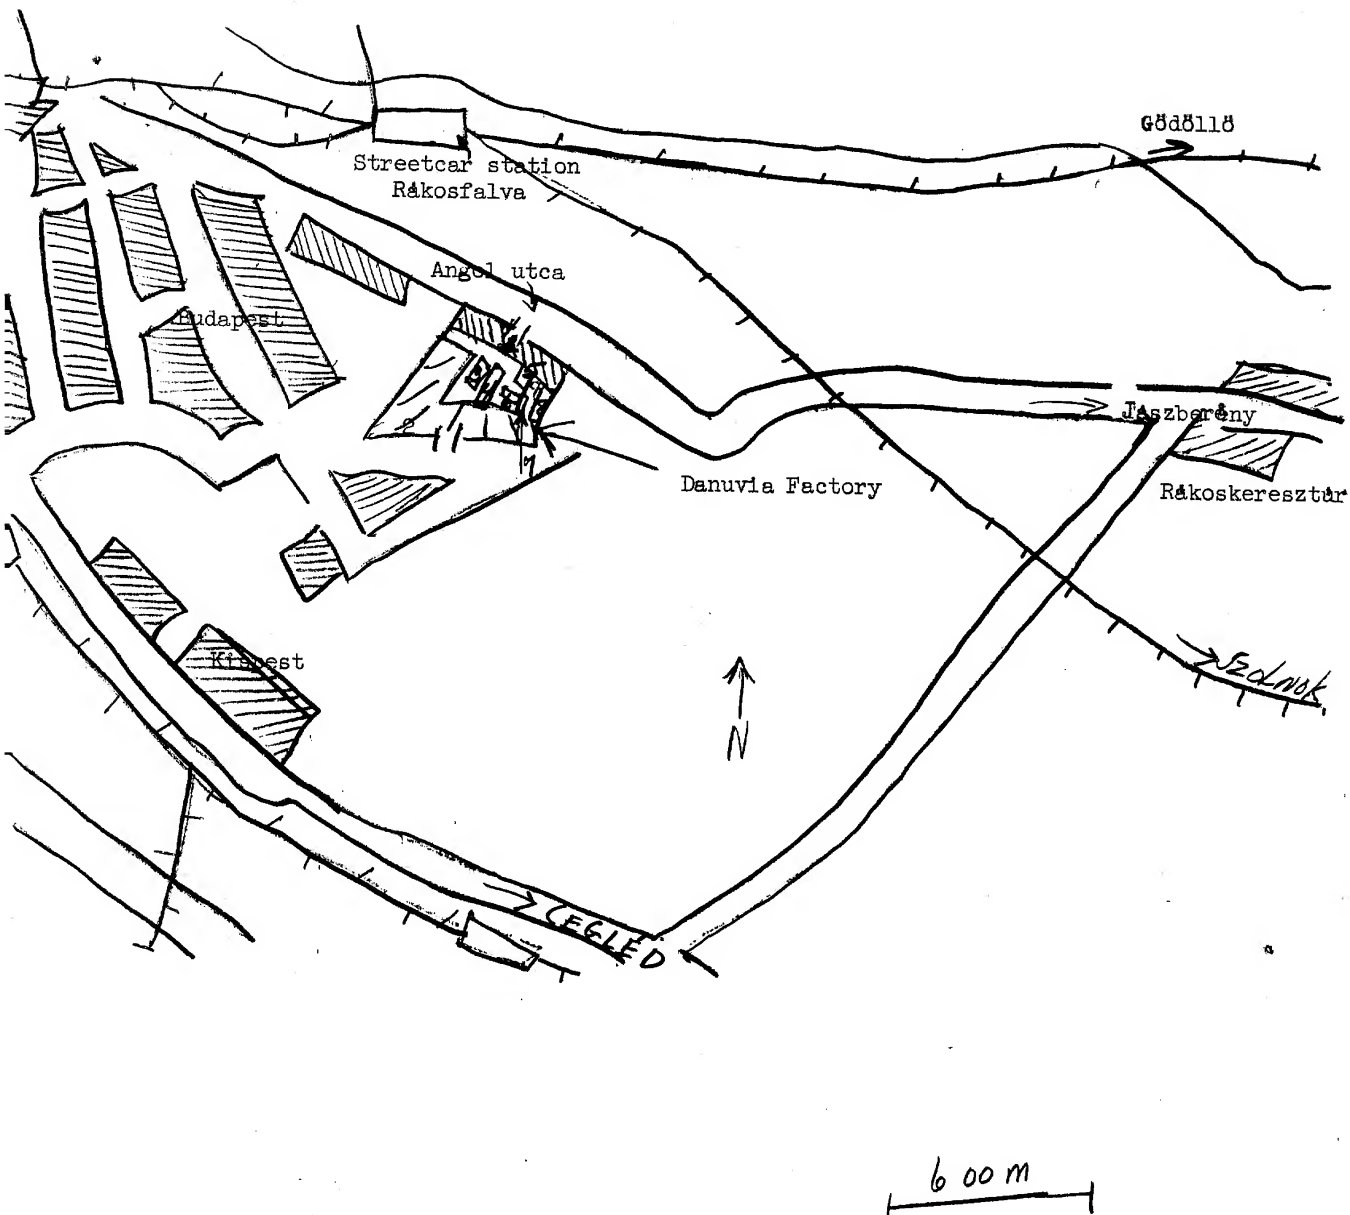 Gödöllö
Streetcar station
Rákosfalva
Angol utca
Budapest
Jászberény
Danuvia Factory
Rákoskeresztúr
Kispest
Szolnok
N
CEGLÉD
600 m